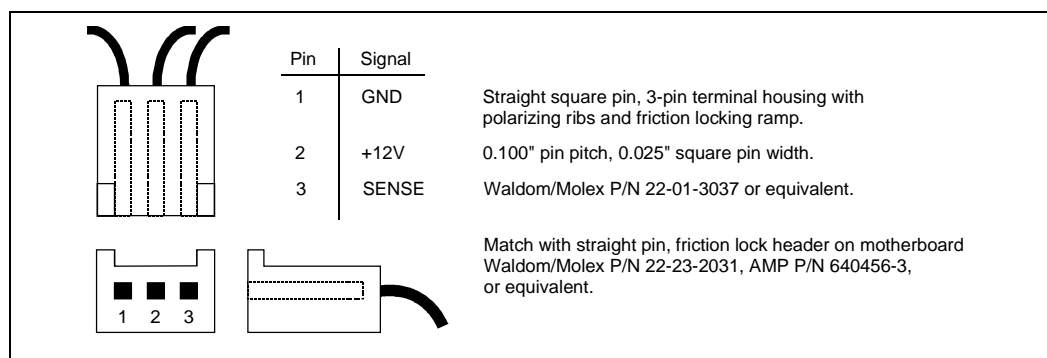 Pin Signal
1 GND Straight square pin, 3-pin terminal housing with
polarizing ribs and friction locking ramp.
2 +12V 0.100" pin pitch, 0.025" square pin width.
3 SENSE Waldom/Molex P/N 22-01-3037 or equivalent.
Match with straight pin, friction lock header on motherboard
Waldom/Molex P/N 22-23-2031, AMP P/N 640456-3,
or equivalent.
1 2 3